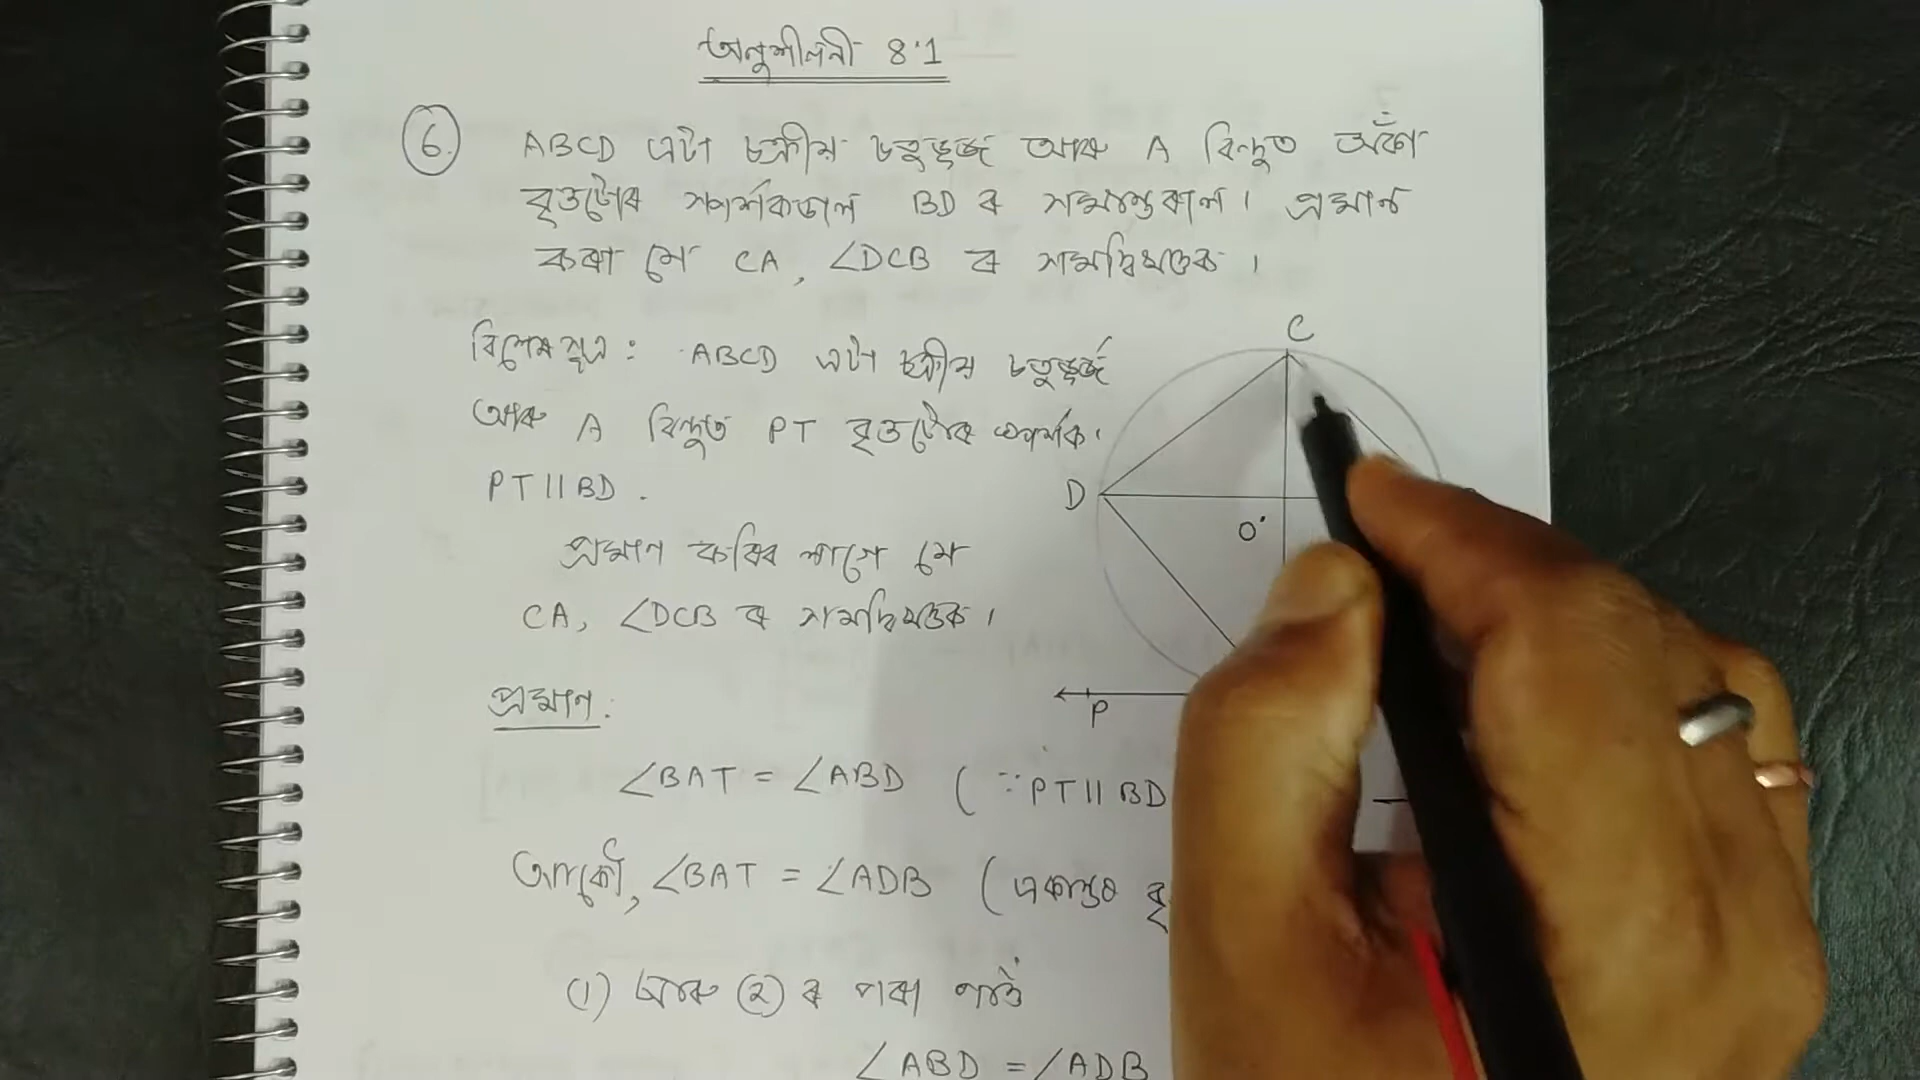 অনুশীলনী 8.1
6. ABCD এটা চক্ৰীয় চতুৰ্ভূজ আৰু A বিন্দুত অঁকা
বৃত্তটোৰ স্পৰ্শকডাল BD ৰ সমান্তৰাল। প্ৰমান
কৰা যে CA, ∠DCB ৰ সমদ্বিখণ্ডক।
বিশেষ সূত্ৰ : ABCD এটা চক্ৰীয় চতুৰ্ভূজ
আৰু A বিন্দুত PT বৃত্তটোৰ স্পৰ্শক।
PT || BD .
প্ৰমাণ কৰিব লাগে যে
CA, ∠DCB ৰ সমদ্বিখণ্ডক।
C
D
O
P
প্ৰমাণ :
∠BAT = ∠ABD ( ∵ PT || BD
আকৌ, ∠BAT = ∠ADB ( একান্তৰ
(1) আৰু (2) ৰ পৰা পাওঁ
∠ABD = ∠ADB